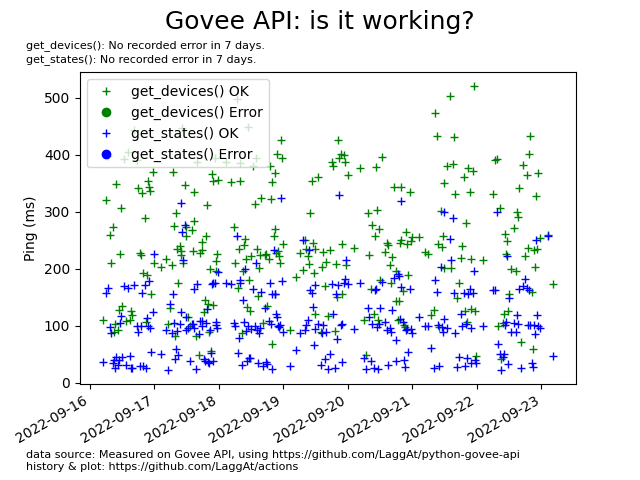 Govee API: is it working?
get_devices(): No recorded error in 7 days.
get_states(): No recorded error in 7 days.
get_devices() OK
get_devices() Error
get_states() OK
get_states() Error
Ping (ms)
500
400
300
200
100
0
2022-09-16
2022-09-17
2022-09-18
2022-09-19
2022-09-20
2022-09-21
2022-09-22
2022-09-23
data source: Measured on Govee API, using https://github.com/LaggAt/python-govee-api
history & plot: https://github.com/LaggAt/actions